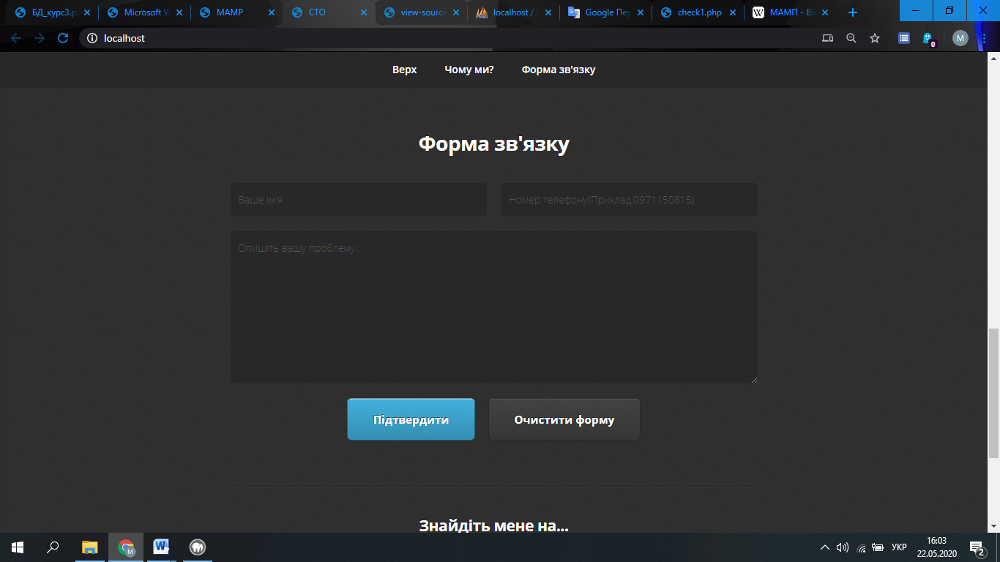 БД_курс3.p
Microsoft W
MAMP
СТО
view-source
localhost /
Google Пер
check1.php
МАМП - Ві
localhost
0
M
Верх
Чому ми?
Форма зв'язку
Форма зв'язку
Ваше ім'я
Номер телефону(Приклад:0971150815)
Опишіть вашу проблему...
Підтвердити
Очистити форму
Знайдіть мене на...
M
УКР
16:03
22.05.2020
2